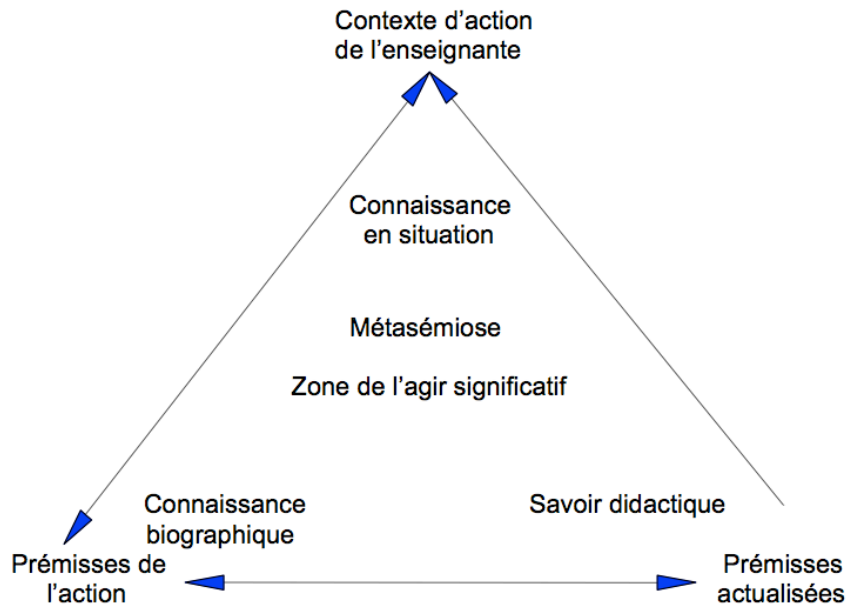 Contexte d’action
de l’enseignante
Connaissance
en situation
Métasémiose
Zone de l’agir significatif
Connaissance
biographique
Savoir didactique
Prémisses de
l’action
Prémisses
actualisées